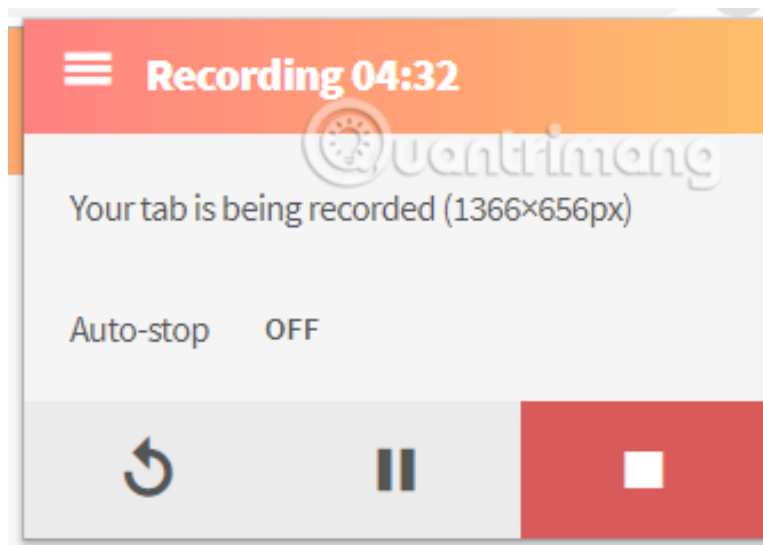 Recording 04:32
Quantrimang
Your tab is being recorded (1366×656px)
Auto-stop OFF